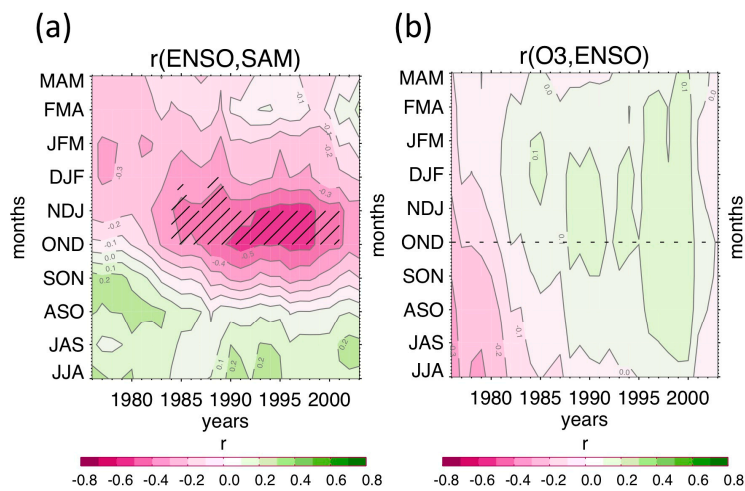 (a)
r(ENSO,SAM)
MAM
FMA
JFM
DJF
NDJ
OND
SON
ASO
JAS
JJA
months
-0.1
-0.2
-0.3
-0.3
-0.2
-0.1
0.0
0.1
0.2
-0.4
-0.5
0.1
0.2
0.2
1980 1985 1990 1995 2000
years
r
-0.8 -0.6 -0.4 -0.2 0.0 0.2 0.4 0.6 0.8
(b)
r(O3,ENSO)
MAM
FMA
JFM
DJF
NDJ
OND
SON
ASO
JAS
JJA
months
0.0
0.1
0.0
0.1
-0.1
-0.2
0.0
1980 1985 1990 1995 2000
years
r
-0.8 -0.6 -0.4 -0.2 0.0 0.2 0.4 0.6 0.8